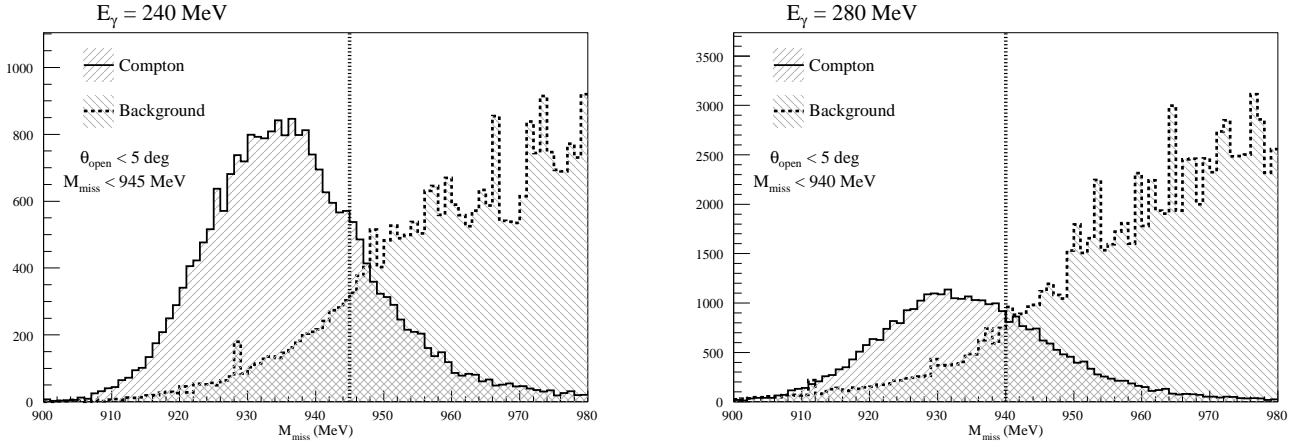 E_γ = 240 MeV
1000
800
600
400
200
0
Compton
Background
θ_open < 5 deg
M_miss < 945 MeV
900 910 920 930 940 950 960 970 980
M_miss (MeV)
E_γ = 280 MeV
3500
3000
2500
2000
1500
1000
500
0
Compton
Background
θ_open < 5 deg
M_miss < 940 MeV
900 910 920 930 940 950 960 970 980
M_miss (MeV)